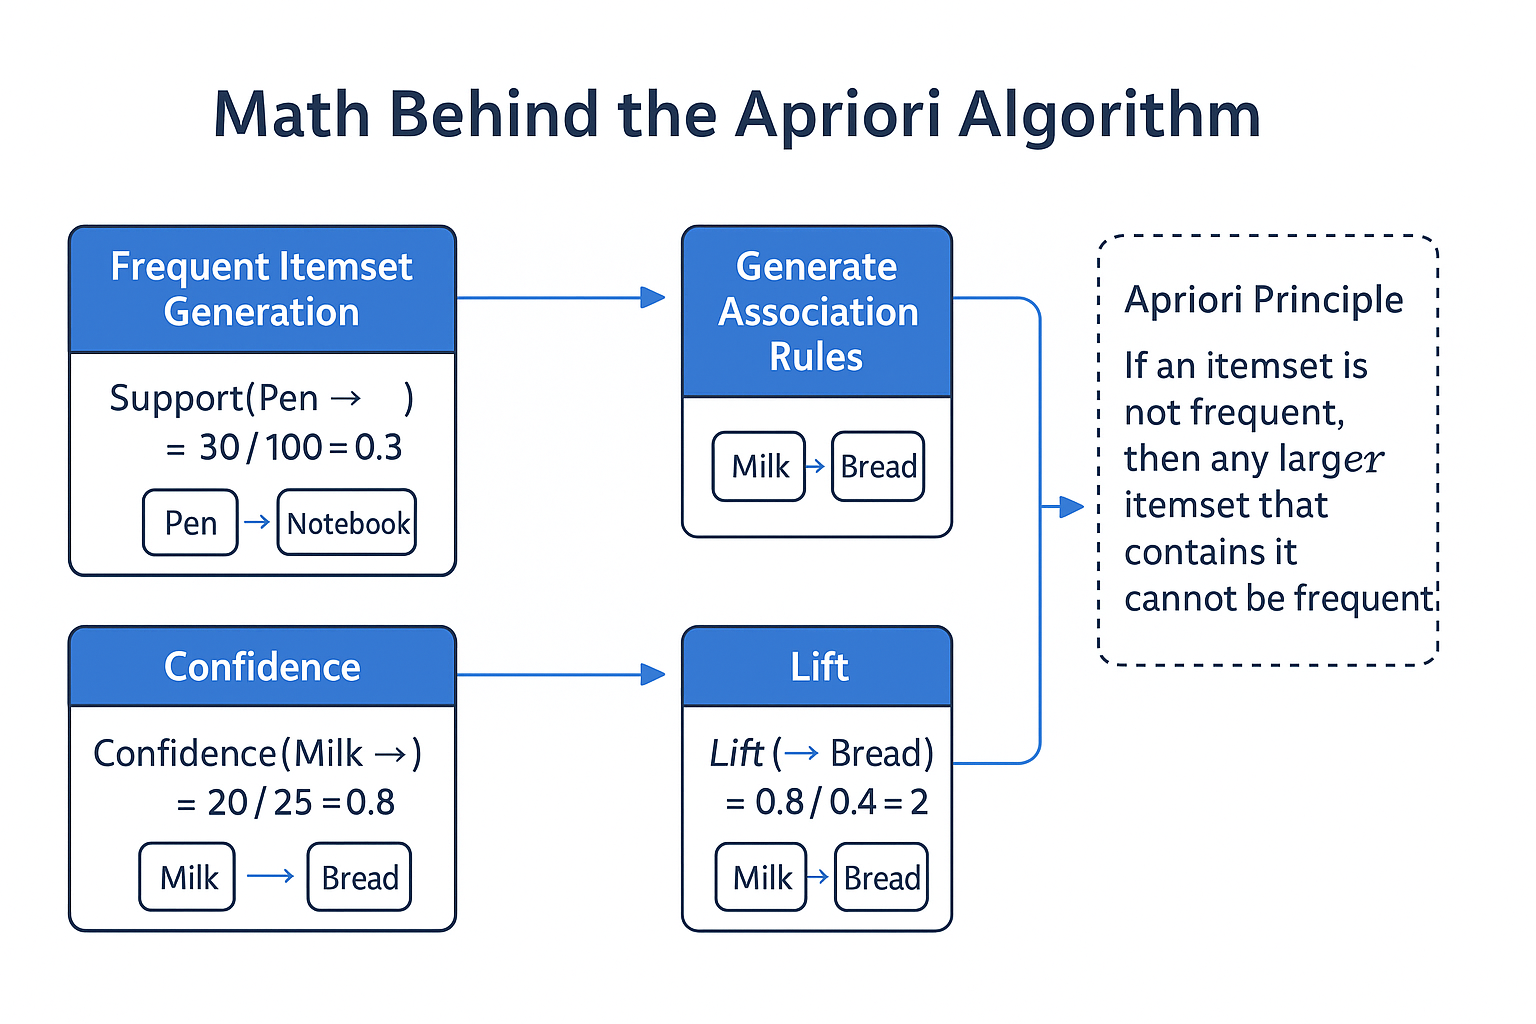 Math Behind the Apriori Algorithm
Frequent Itemset
Generation
Support(Pen → )
= 30 / 100 = 0.3
Pen → Notebook
Generate
Association
Rules
Milk → Bread
Confidence
Confidence(Milk →)
= 20 / 25 = 0.8
Milk → Bread
Lift
Lift (→ Bread)
= 0.8 / 0.4 = 2
Milk → Bread
Apriori Principle
If an itemset is
not frequent,
then any larger
itemset that
contains it
cannot be frequent.